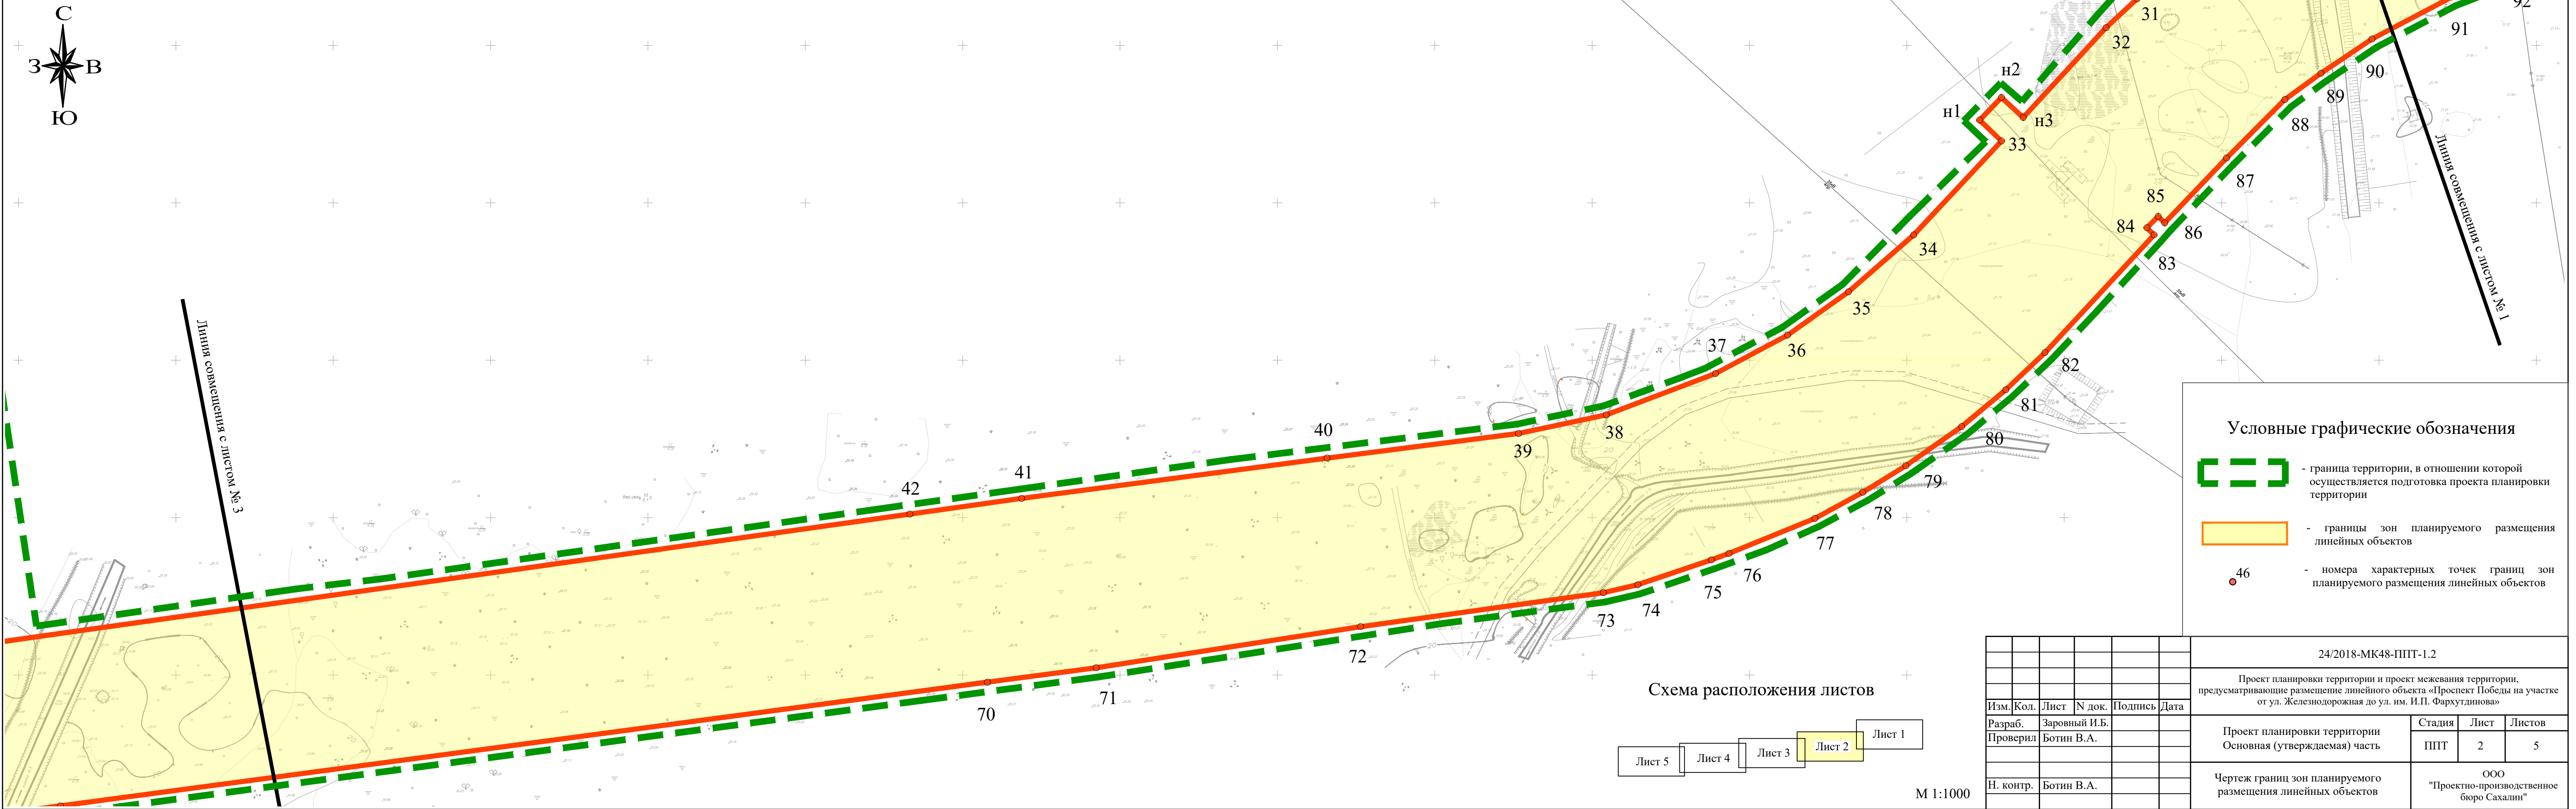 С
З
В
Ю
Линия совмещения с листом № 3
42
41
40
39
38
37
36
35
34
33
н1
н2
н3
32
31
92
91
90
89
88
87
86
85
84
83
82
81
80
79
78
77
76
75
74
73
72
71
70
Линия совмещения с листом № 1
Условные графические обозначения
- граница территории, в отношении которой
осуществляется подготовка проекта планировки
территории
- границы зон планируемого размещения
линейных объектов
46
- номера характерных точек границ зон
планируемого размещения линейных объектов
Схема расположения листов
Лист 5
Лист 4
Лист 3
Лист 2
Лист 1
М 1:1000
24/2018-МК48-ППТ-1.2
Проект планировки территории и проект межевания территории,
предусматривающие размещение линейного объекта «Проспект Победы на участке
от ул. Железнодорожная до ул. им. И.П. Фархутдинова»
Изм. Кол. Лист N док. Подпись Дата
Разраб. Заровный И.Б.
Проверил Ботин В.А.
Н. контр. Ботин В.А.
Проект планировки территории
Основная (утверждаемая) часть
Стадия Лист Листов
ППТ 2 5
Чертеж границ зон планируемого
размещения линейных объектов
ООО
"Проектно-производственное
бюро Сахалин"